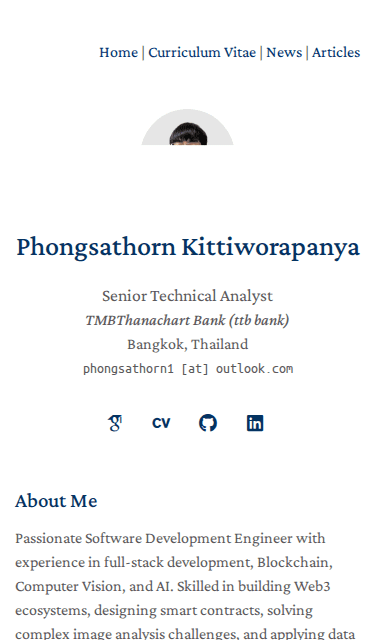 Home | Curriculum Vitae | News | Articles
Phongsathorn Kittiworapanya
Senior Technical Analyst
TMBThanachart Bank (ttb bank)
Bangkok, Thailand
phongsathorn1 [at] outlook.com
CV
About Me
Passionate Software Development Engineer with
experience in full-stack development, Blockchain,
Computer Vision, and AI. Skilled in building Web3
ecosystems, designing smart contracts, solving
complex image analysis challenges, and applying data